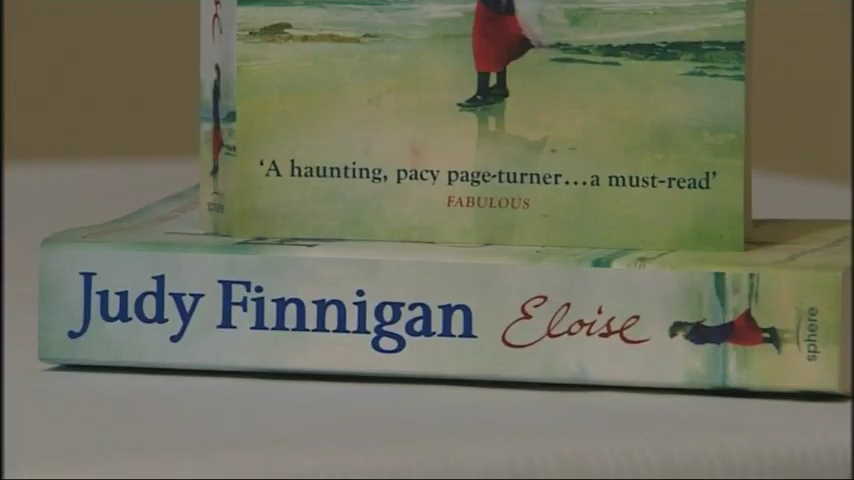 ‘A haunting, pacy page-turner...a must-read’
FABULOUS
Judy Finnigan Eloise sphere